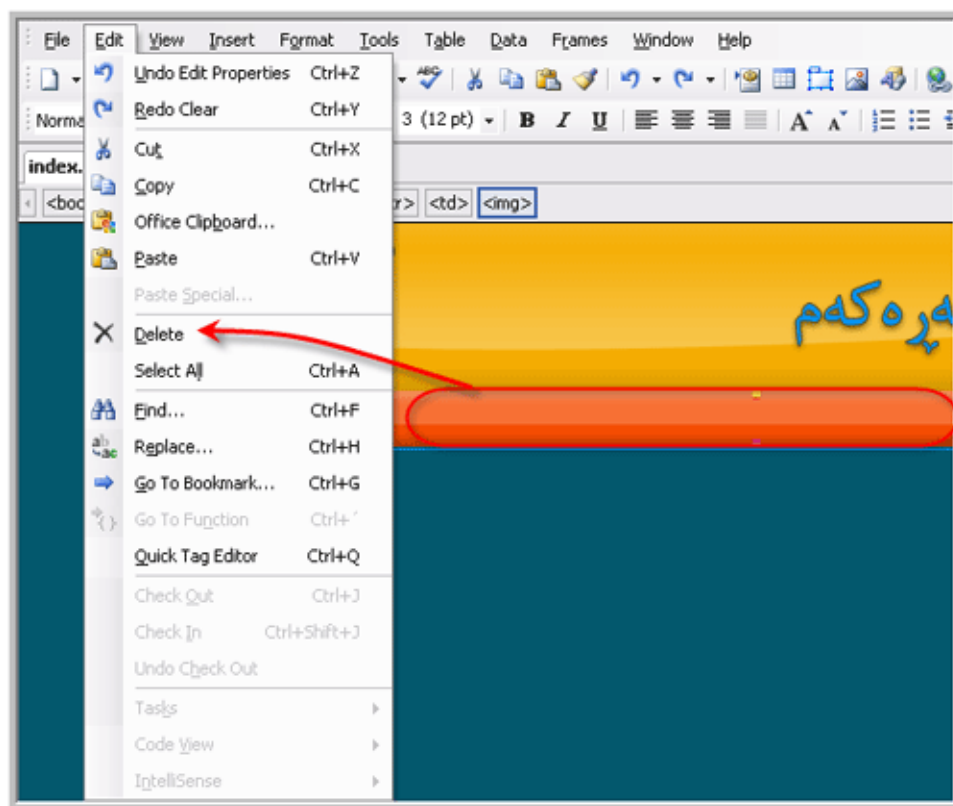 File Edit View Insert Format Tools Table Data Frames Window Help
Undo Edit Properties Ctrl+Z
Redo Clear Ctrl+Y
3 (12 pt) B I U A A
Cut Ctrl+X
index.
Copy Ctrl+C
<td> <img>
Office Clipboard...
Paste Ctrl+V
Paste Special...
Delete
Select All Ctrl+A
Find... Ctrl+F
Replace... Ctrl+H
Go To Bookmark... Ctrl+G
Go To Function Ctrl+´
Quick Tag Editor Ctrl+Q
Check Out Ctrl+J
Check In Ctrl+Shift+J
Undo Check Out
Tasks
Code View
IntelliSense